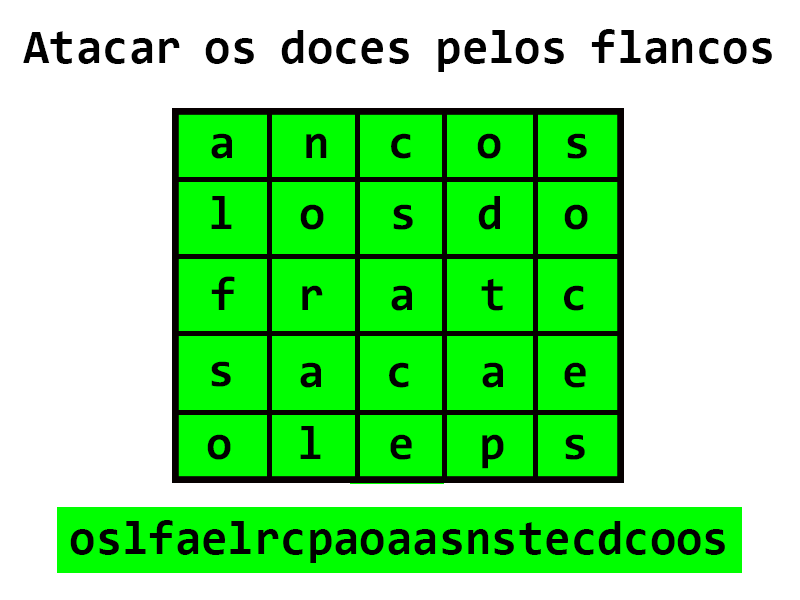 Atacar os doces pelos flancos
a n c o s
l o s d o
f r a t c
s a c a e
o l e p s
oslfaelrcpaoaasnstecdcoos